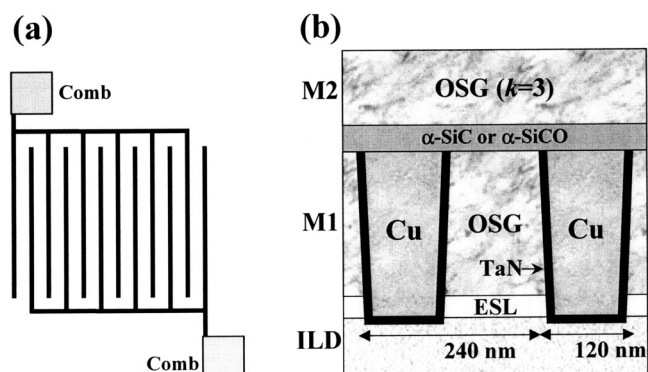 (a)
Comb
Comb
(b)
M2
OSG (k=3)
α-SiC or α-SiCO
M1
Cu
OSG
Cu
TaN→
ESL
ILD
240 nm
120 nm